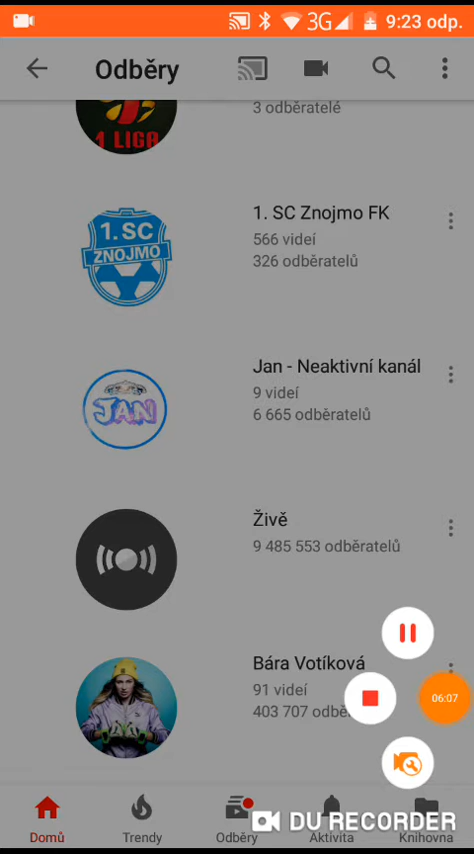 3G 9:23 odp.
Odběry
1 LIGA
3 odběratelé
1. SC
ZNOJMO
1. SC Znojmo FK
566 videí
326 odběratelů
JAN
Jan - Neaktivní kanál
9 videí
6 665 odběratelů
Živě
9 485 553 odběratelů
Bára Votíková
91 videí
403 707 odbě
06:07
DU RECORDER
Domů
Trendy
Odběry
Aktivita
Knihovna